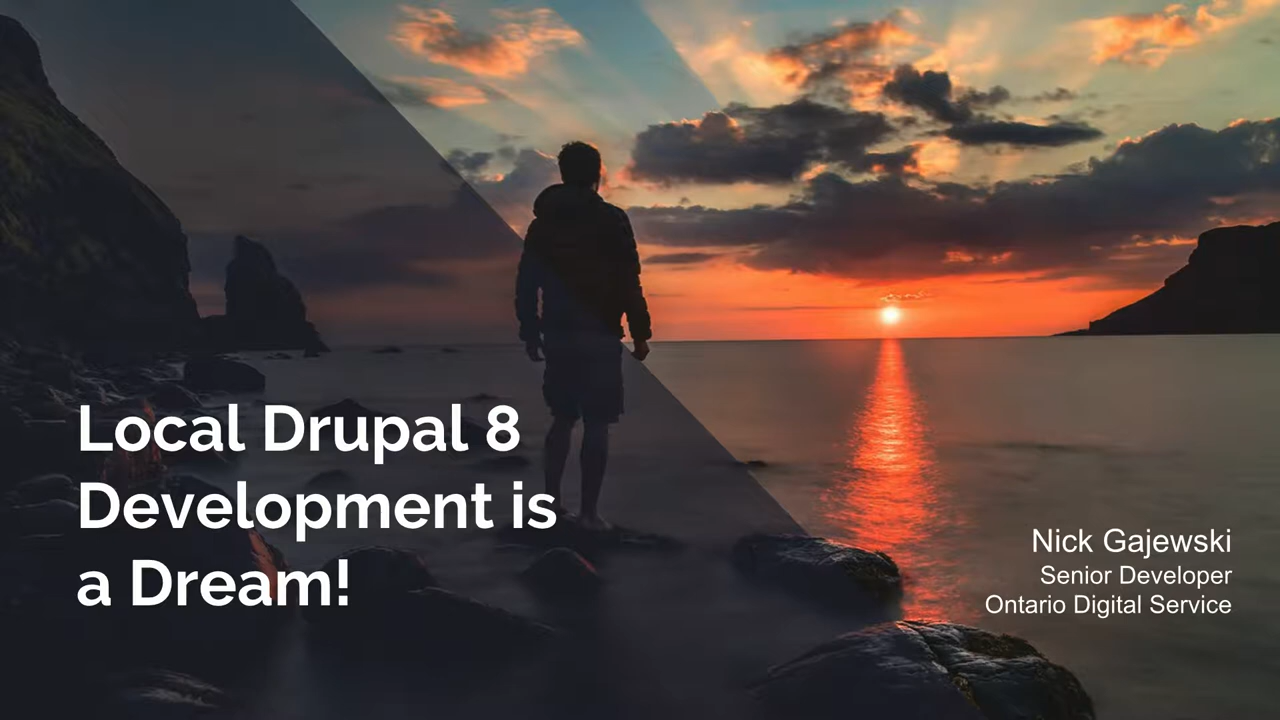 Local Drupal 8
Development is
a Dream!
Nick Gajewski
Senior Developer
Ontario Digital Service